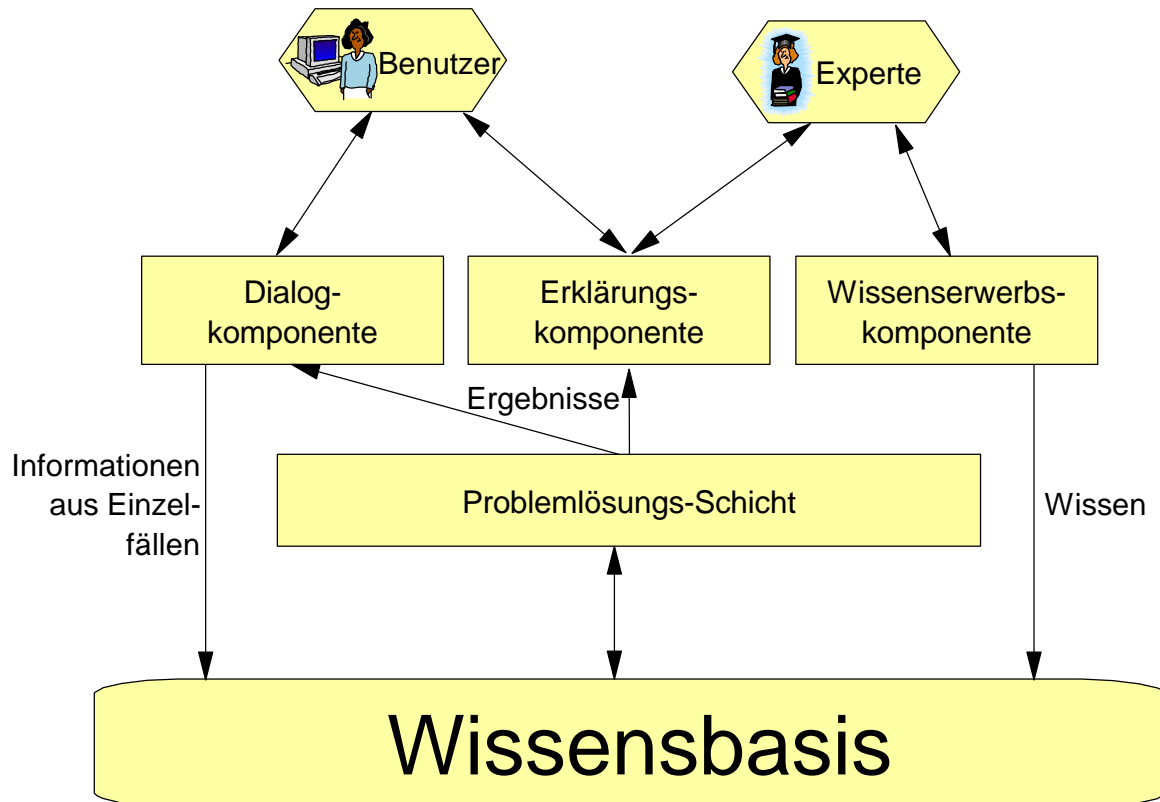 Benutzer
Experte
Dialog-
komponente
Erklärungs-
komponente
Wissenserwerbs-
komponente
Ergebnisse
Informationen
aus Einzel-
fällen
Problemlösungs-Schicht
Wissen
Wissensbasis